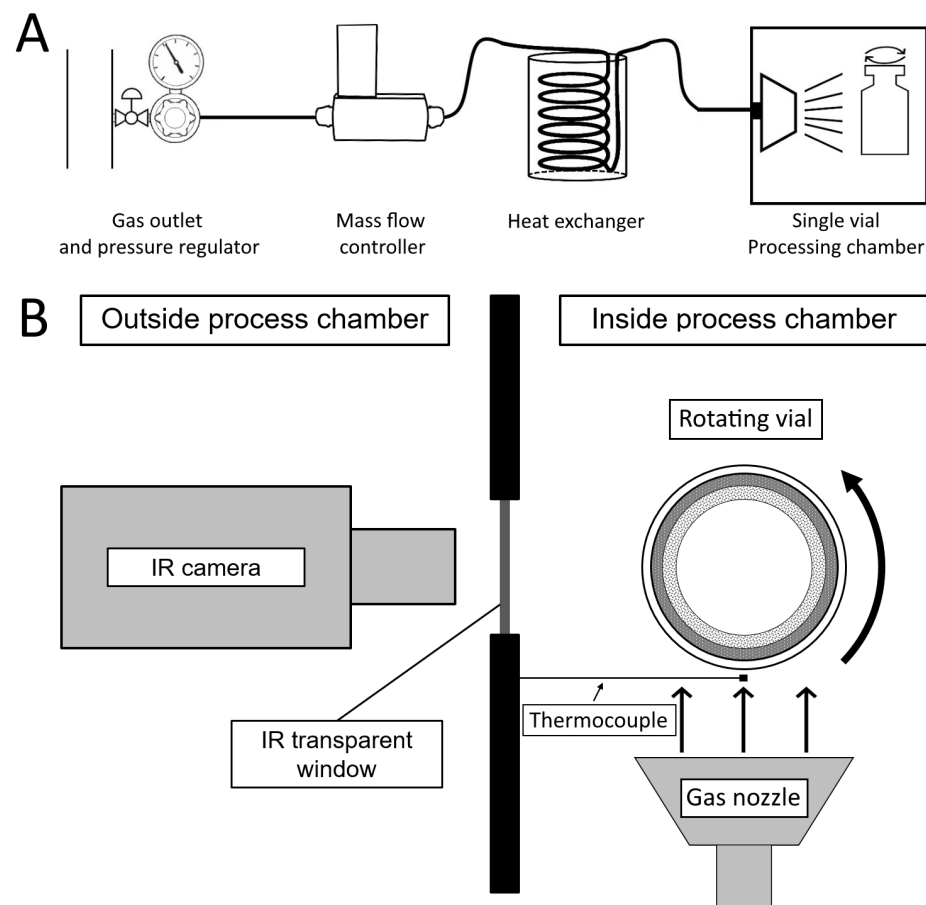 A
Gas outlet
and pressure regulator
Mass flow
controller
Heat exchanger
Single vial
Processing chamber
B
Outside process chamber
Inside process chamber
Rotating vial
IR camera
Thermocouple
IR transparent
window
Gas nozzle